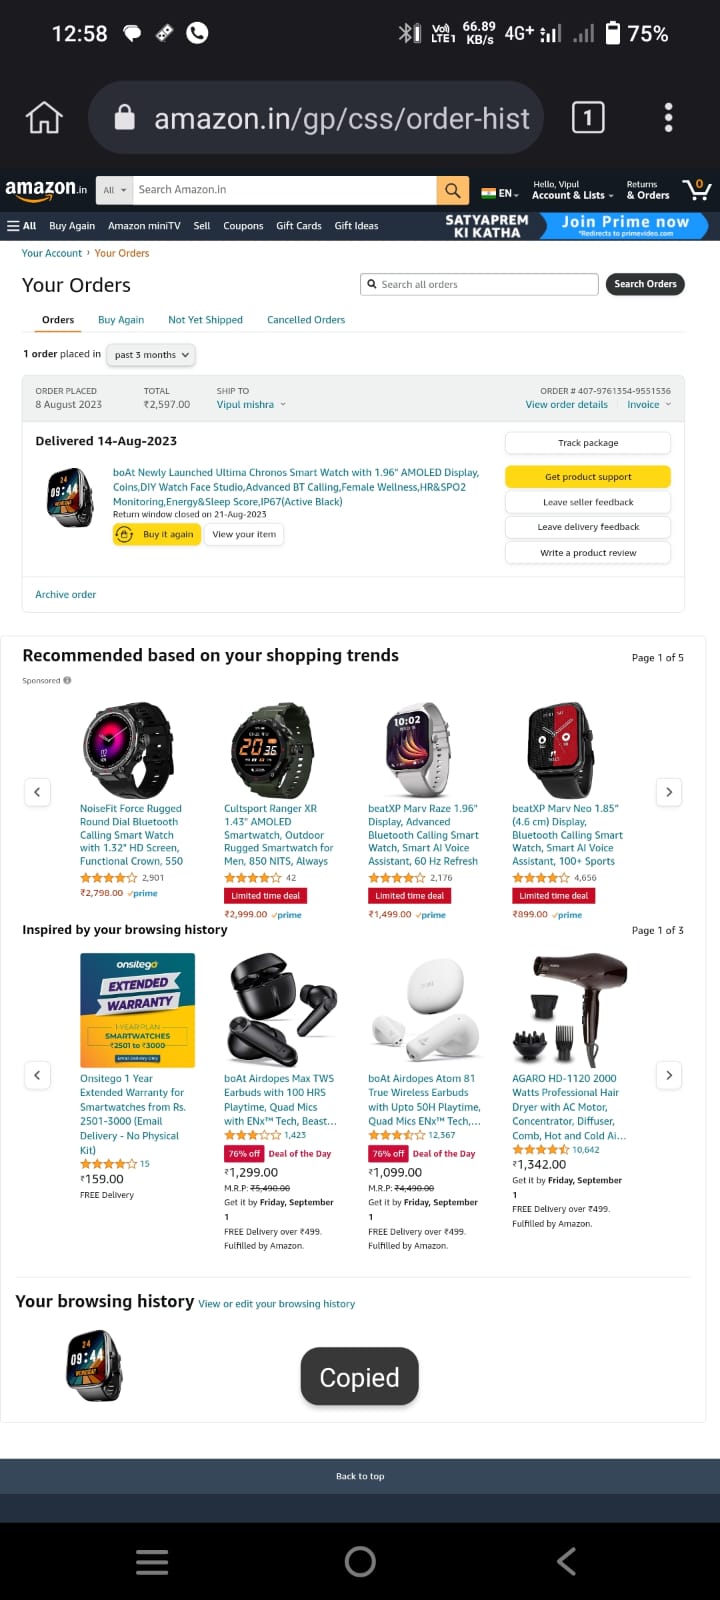 12:58
Vo)) LTE1 66.89 KB/s 4G+ 75%
amazon.in/gp/css/order-hist
1
amazon.in All Search Amazon.in EN Hello, Vipul Account & Lists Returns & Orders 0
All Buy Again Amazon miniTV Sell Coupons Gift Cards Gift Ideas
SATYAPREM KI KATHA Join Prime now
*Redirects to primevideo.com
Your Account › Your Orders
Your Orders
Search all orders
Search Orders
Orders Buy Again Not Yet Shipped Cancelled Orders
1 order placed in past 3 months
ORDER PLACED TOTAL SHIP TO ORDER # 407-9761354-9551536
8 August 2023 ₹2,597.00 Vipul mishra View order details Invoice
Delivered 14-Aug-2023
boAt Newly Launched Ultima Chronos Smart Watch with 1.96" AMOLED Display,
Coins,DIY Watch Face Studio,Advanced BT Calling,Female Wellness,HR&SPO2
Monitoring,Energy&Sleep Score,IP67(Active Black)
Return window closed on 21-Aug-2023
Buy it again View your item
Track package
Get product support
Leave seller feedback
Leave delivery feedback
Write a product review
Archive order
Recommended based on your shopping trends
Page 1 of 5
Sponsored
NoiseFit Force Rugged
Round Dial Bluetooth
Calling Smart Watch
with 1.32" HD Screen,
Functional Crown, 550
2,901
₹2,798.00 prime
20 36
Cultsport Ranger XR
1.43" AMOLED
Smartwatch, Outdoor
Rugged Smartwatch for
Men, 850 NITS, Always
42
Limited time deal
₹2,999.00 prime
10:02
beatXP Marv Raze 1.96"
Display, Advanced
Bluetooth Calling Smart
Watch, Smart AI Voice
Assistant, 60 Hz Refresh
2,176
Limited time deal
₹1,499.00 prime
beatXP Marv Neo 1.85"
(4.6 cm) Display,
Bluetooth Calling Smart
Watch, Smart AI Voice
Assistant, 100+ Sports
4,656
Limited time deal
₹899.00 prime
Inspired by your browsing history
Page 1 of 3
onsitego
EXTENDED
WARRANTY
1-YEAR PLAN
SMARTWATCHES
₹2501 to ₹3000
Email Delivery Only
Onsitego 1 Year
Extended Warranty for
Smartwatches from Rs.
2501-3000 (Email
Delivery - No Physical
Kit)
15
₹159.00
FREE Delivery
boAt Airdopes Max TWS
Earbuds with 100 HRS
Playtime, Quad Mics
with ENx™ Tech, Beast...
1,423
76% off Deal of the Day
₹1,299.00
M.R.P: ₹5,490.00
Get it by Friday, September
1
FREE Delivery over ₹499.
Fulfilled by Amazon.
boAt Airdopes Atom 81
True Wireless Earbuds
with Upto 50H Playtime,
Quad Mics ENx™ Tech,...
12,367
76% off Deal of the Day
₹1,099.00
M.R.P: ₹4,490.00
Get it by Friday, September
1
FREE Delivery over ₹499.
Fulfilled by Amazon.
AGARO HD-1120 2000
Watts Professional Hair
Dryer with AC Motor,
Concentrator, Diffuser,
Comb, Hot and Cold Ai...
10,642
₹1,342.00
Get it by Friday, September
1
FREE Delivery over ₹499.
Fulfilled by Amazon.
Your browsing history View or edit your browsing history
24
09:44
Copied
Back to top